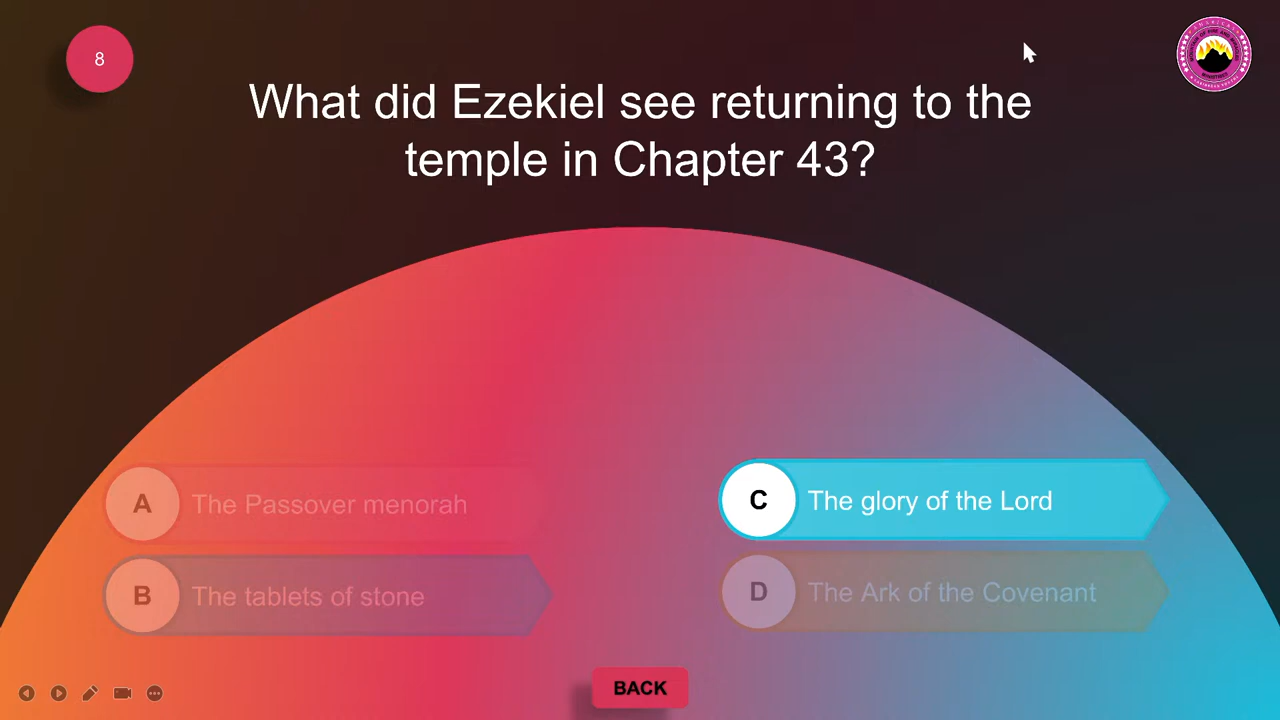 8
What did Ezekiel see returning to the
temple in Chapter 43?
A The Passover menorah
B The tablets of stone
C The glory of the Lord
D The Ark of the Covenant
BACK